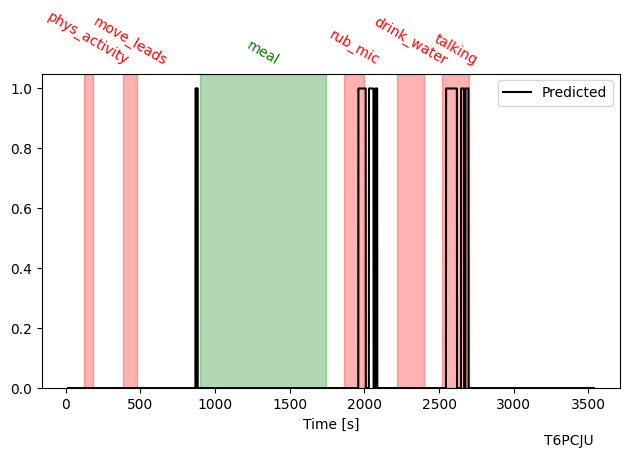 phys_activity
move_leads
meal
rub_mic
drink_water
talking
Predicted
1.0
0.8
0.6
0.4
0.2
0.0
0 500 1000 1500 2000 2500 3000 3500
Time [s]
T6PCJU